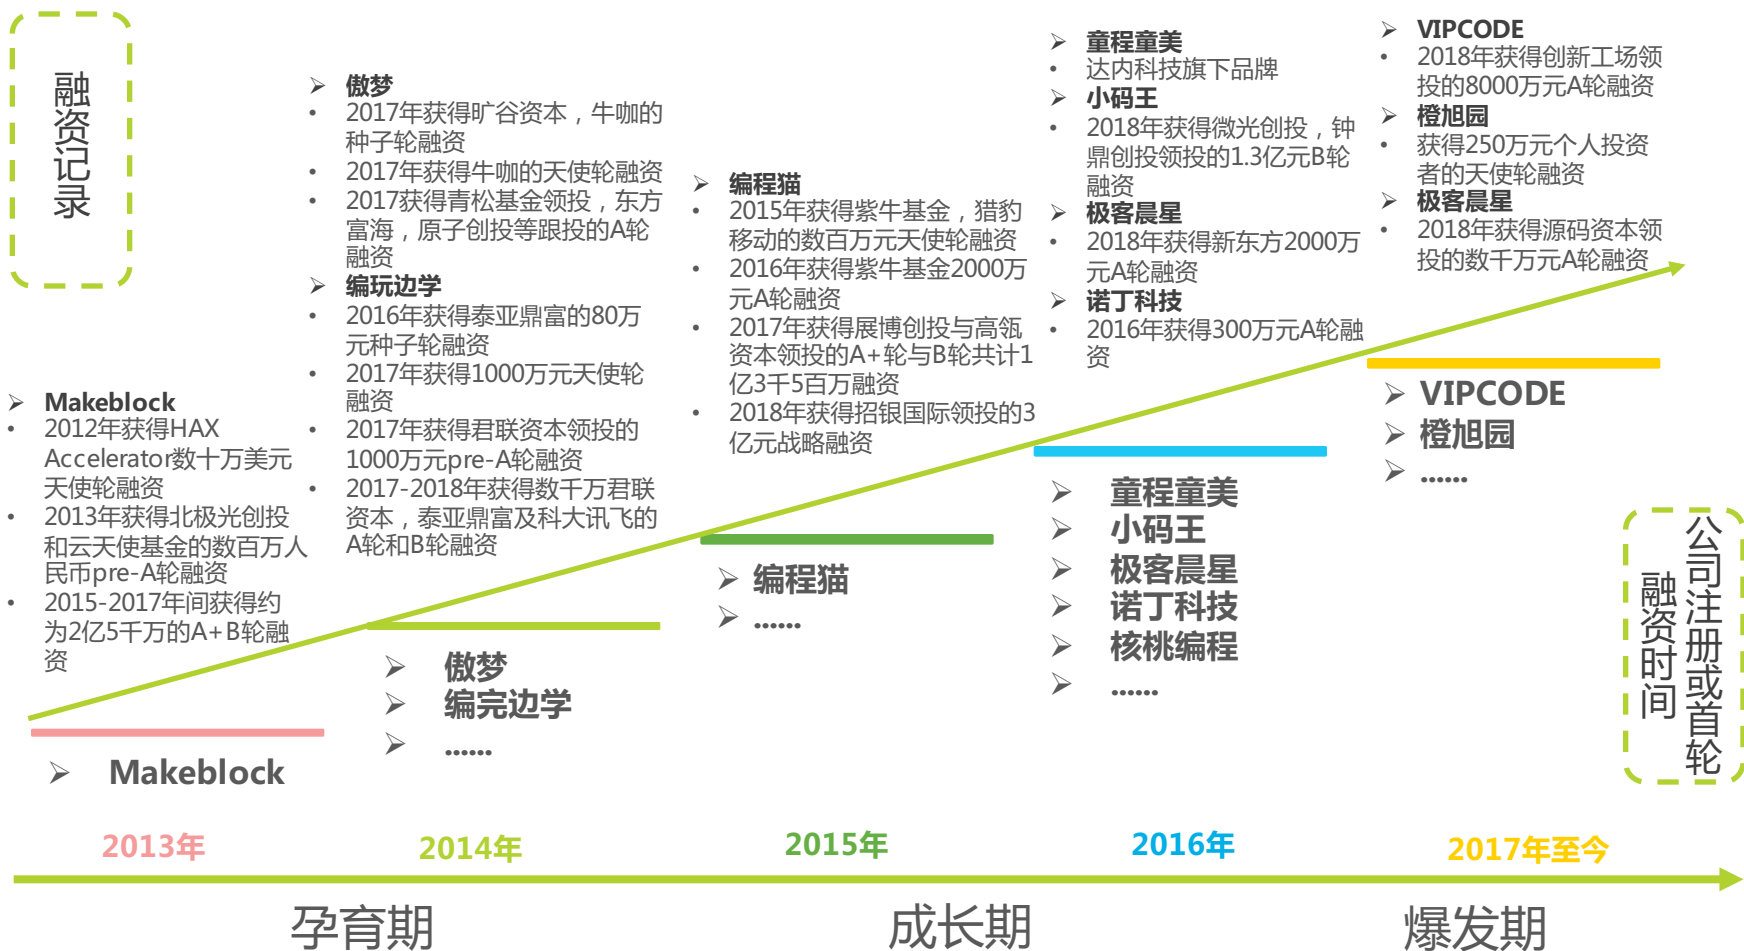 融资记录
➢ Makeblock
• 2012年获得HAX
Accelerator数十万美元
天使轮融资
• 2013年获得北极光创投
和云天使基金的数百万人
民币pre-A轮融资
• 2015-2017年间获得约
为2亿5千万的A+B轮融
资
➢ 傲梦
• 2017年获得旷谷资本，牛咖的
种子轮融资
• 2017年获得牛咖的天使轮融资
• 2017获得青松基金领投，东方
富海，原子创投等跟投的A轮
融资
➢ 编玩边学
• 2016年获得泰亚鼎富的80万
元种子轮融资
• 2017年获得1000万元天使轮
融资
• 2017年获得君联资本领投的
1000万元pre-A轮融资
• 2017-2018年获得数千万君联
资本，泰亚鼎富及科大讯飞的
A轮和B轮融资
➢ 编程猫
• 2015年获得紫牛基金，猎豹
移动的数百万元天使轮融资
• 2016年获得紫牛基金2000万
元A轮融资
• 2017年获得展博创投与高瓴
资本领投的A+轮与B轮共计1
亿3千5百万融资
• 2018年获得招银国际领投的3
亿元战略融资
➢ 童程童美
• 达内科技旗下品牌
➢ 小码王
• 2018年获得微光创投，钟
鼎创投领投的1.3亿元B轮
融资
➢ 极客晨星
• 2018年获得新东方2000万
元A轮融资
➢ 诺丁科技
• 2016年获得300万元A轮融
资
➢ VIPCODE
• 2018年获得创新工场领
投的8000万元A轮融资
➢ 橙旭园
• 获得250万元个人投资
者的天使轮融资
➢ 极客晨星
• 2018年获得源码资本领
投的数千万元A轮融资
➢ Makeblock
➢ 傲梦
➢ 编完边学
➢ ......
➢ 编程猫
➢ ......
➢ 童程童美
➢ 小码王
➢ 极客晨星
➢ 诺丁科技
➢ 核桃编程
➢ ......
➢ VIPCODE
➢ 橙旭园
➢ ......
公司注册或首轮
融资时间
2013年
2014年
2015年
2016年
2017年至今
孕育期
成长期
爆发期